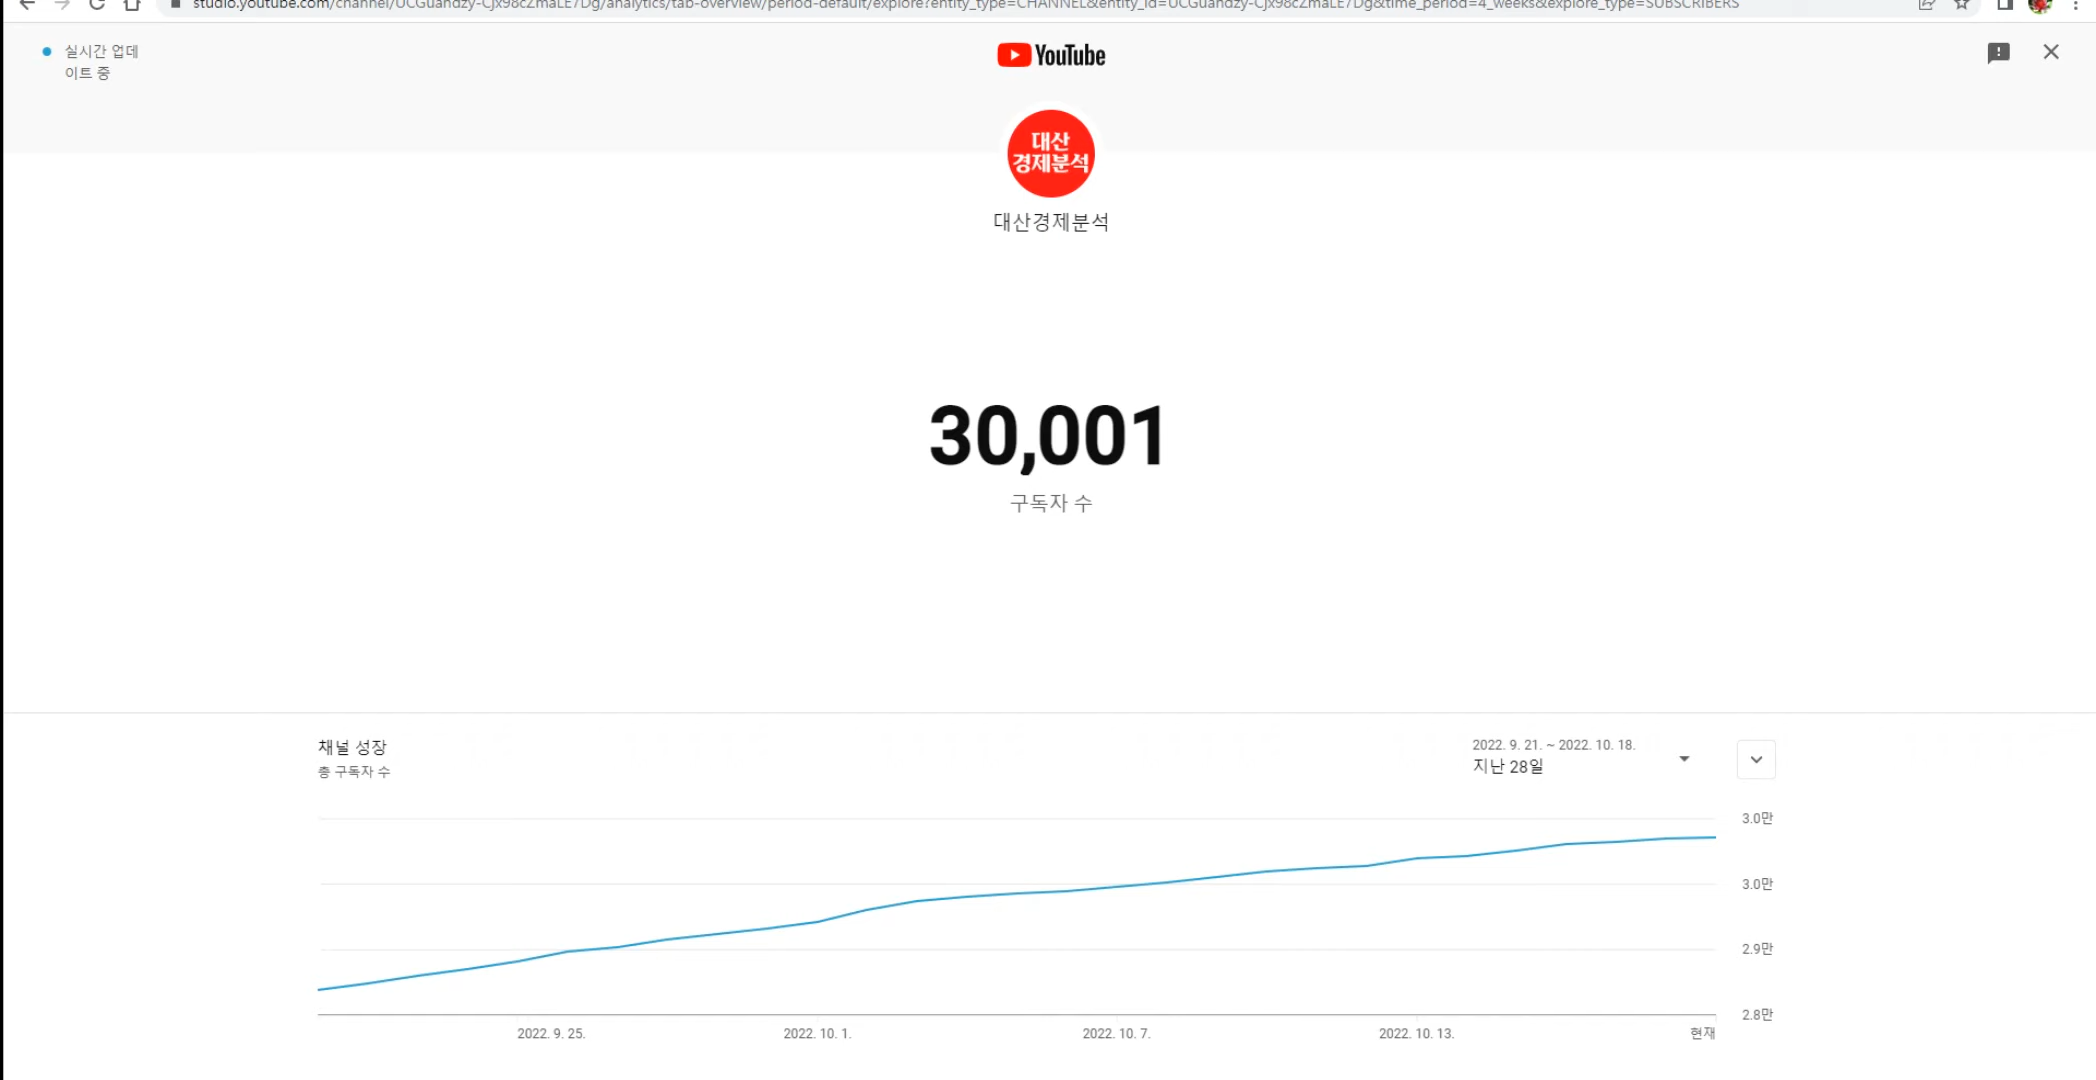 실시간 업데
이트 중
YouTube
대산
경제분석
대산경제분석
30,001
구독자 수
채널 성장
총 구독자 수
2022. 9. 21. ~ 2022. 10. 18.
지난 28일
3.0만
3.0만
2.9만
2.8만
2022. 9. 25.
2022. 10. 1.
2022. 10. 7.
2022. 10. 13.
현재